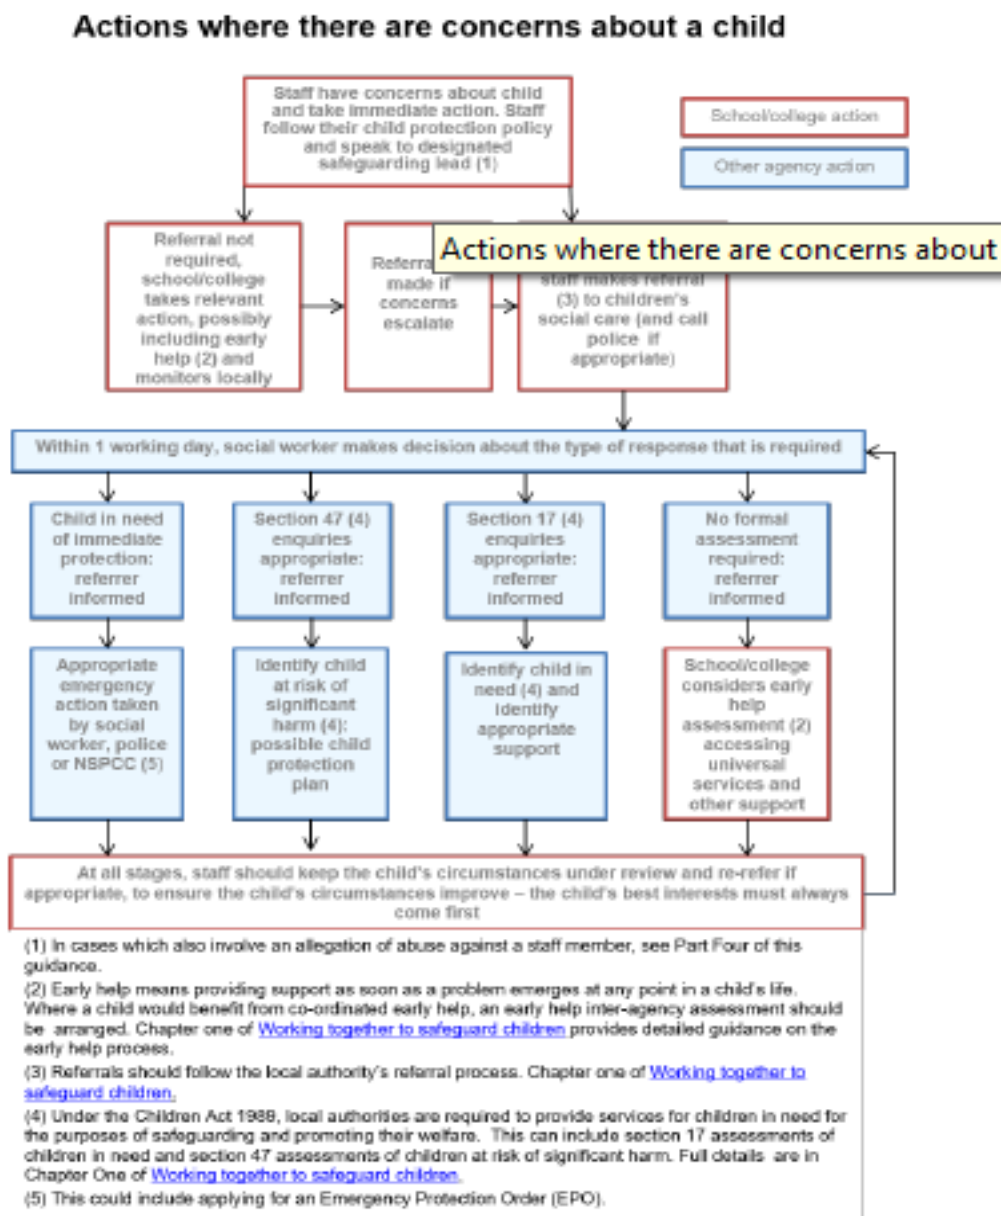 Actions where there are concerns about a child
Staff have concerns about child
and take immediate action. Staff
follow their child protection policy
and speak to designated
safeguarding lead (1)
School/college action
Other agency action
Referral not
required,
school/college
takes relevant
action, possibly
including early
help (2) and
monitors locally
made if
concerns
escalate
Actions where there are concerns about
staff makes referral
(3) to children's
social care (and call
police if
appropriate)
Within 1 working day, social worker makes decision about the type of response that is required
Child in need
of immediate
protection:
referrer
informed
Section 47 (4)
enquiries
appropriate:
referrer
informed
Section 17 (4)
enquiries
appropriate:
referrer
informed
No formal
assessment
required:
referrer
informed
Appropriate
emergency
action taken
by social
worker, police
or NSPCC (5)
Identify child
at risk of
significant
harm (4):
possible child
protection
plan
Identify child in
need (4) and
identify
appropriate
support
School/college
considers early
help
assessment (2)
accessing
universal
services and
other support
At all stages, staff should keep the child's circumstances under review and re-refer if
appropriate, to ensure the child's circumstances improve – the child's best interests must always
come first
(1) In cases which also involve an allegation of abuse against a staff member, see Part Four of this
guidance.
(2) Early help means providing support as soon as a problem emerges at any point in a child's life.
Where a child would benefit from co-ordinated early help, an early help inter-agency assessment should
be arranged. Chapter one of Working together to safeguard children provides detailed guidance on the
early help process.
(3) Referrals should follow the local authority's referral process. Chapter one of Working together to
safeguard children.
(4) Under the Children Act 1989, local authorities are required to provide services for children in need for
the purposes of safeguarding and promoting their welfare. This can include section 17 assessments of
children in need and section 47 assessments of children at risk of significant harm. Full details are in
Chapter One of Working together to safeguard children.
(5) This could include applying for an Emergency Protection Order (EPO).